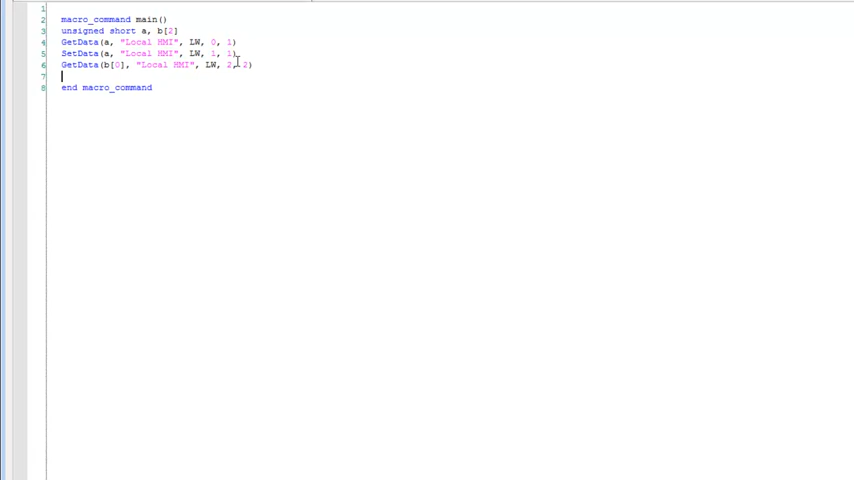 1
2 macro_command main()
3 unsigned short a, b[2]
4 GetData(a, "Local HMI", LW, 0, 1)
5 SetData(a, "Local HMI", LW, 1, 1)
6 GetData(b[0], "Local HMI", LW, 2, 2)
7
8 end macro_command